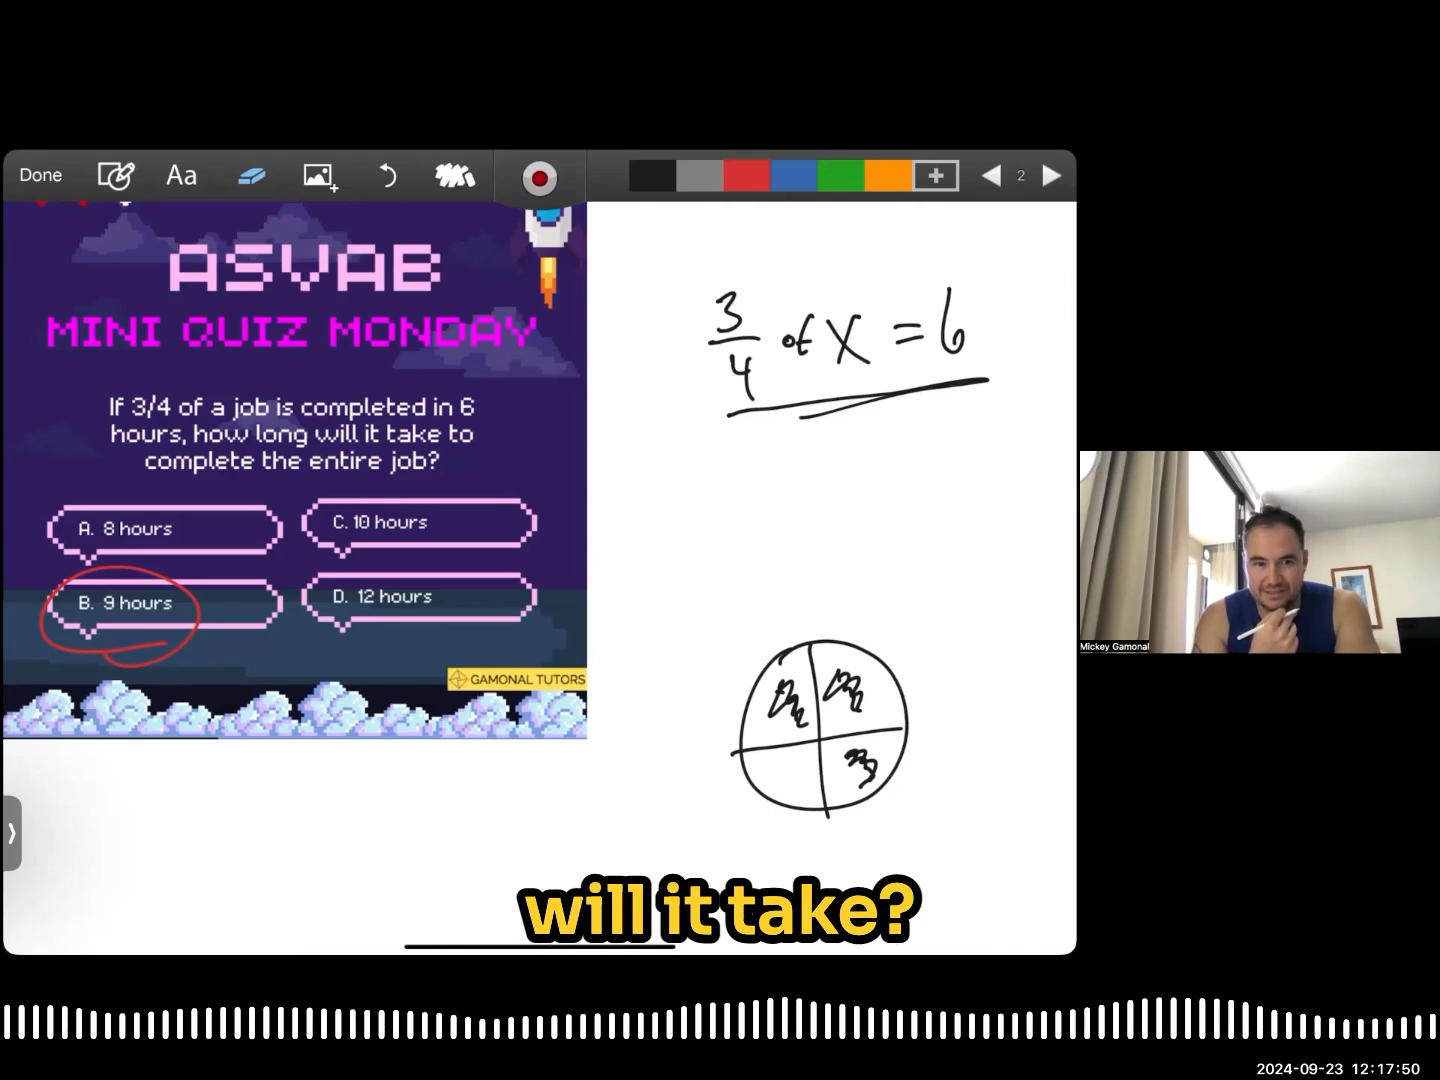 Done
Aa
2
ASVAB
MINI QUIZ MONDAY
If 3/4 of a job is completed in 6
hours, how long will it take to
complete the entire job?
A. 8 hours
C. 10 hours
B. 9 hours
D. 12 hours
GAMONAL TUTORS
3/4 of X = 6
Mickey Gamonal
will it take?
2024-09-23 12:17:50